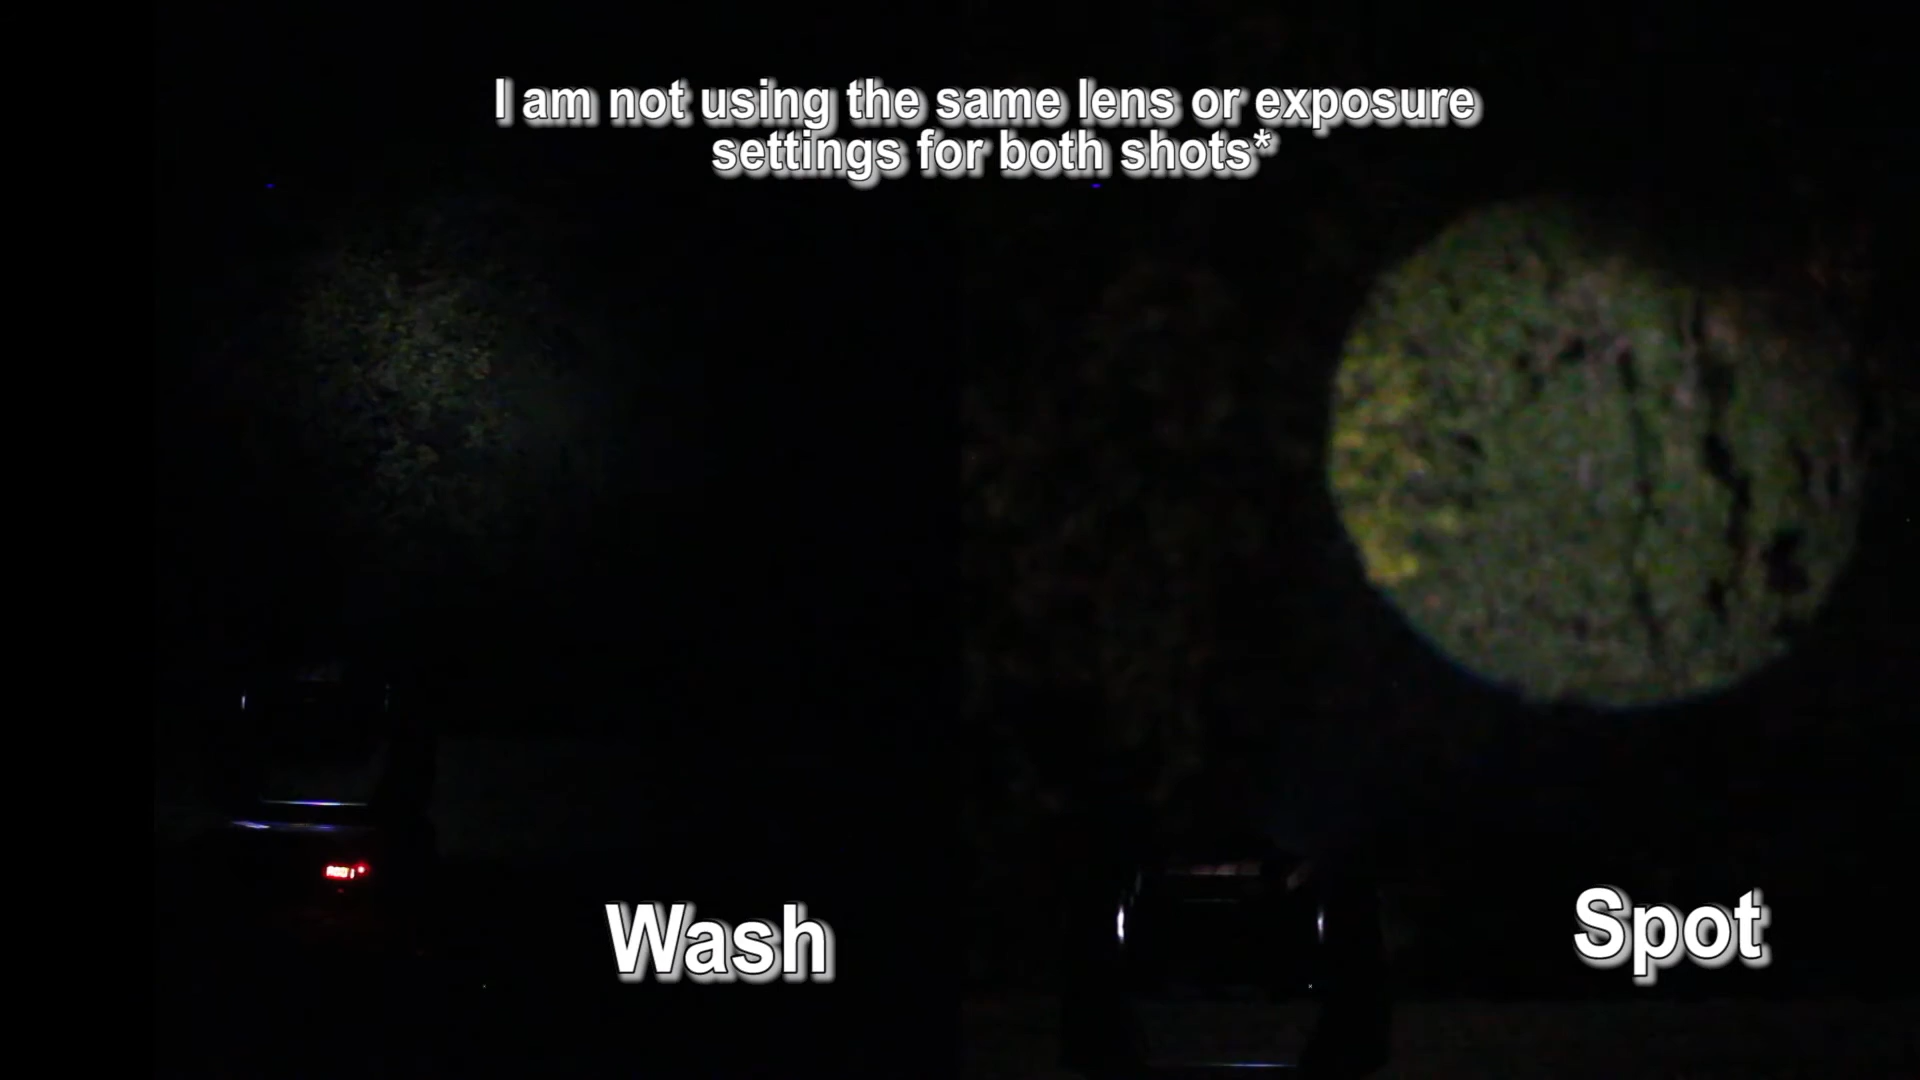 I am not using the same lens or exposure
settings for both shots*
Wash
Spot